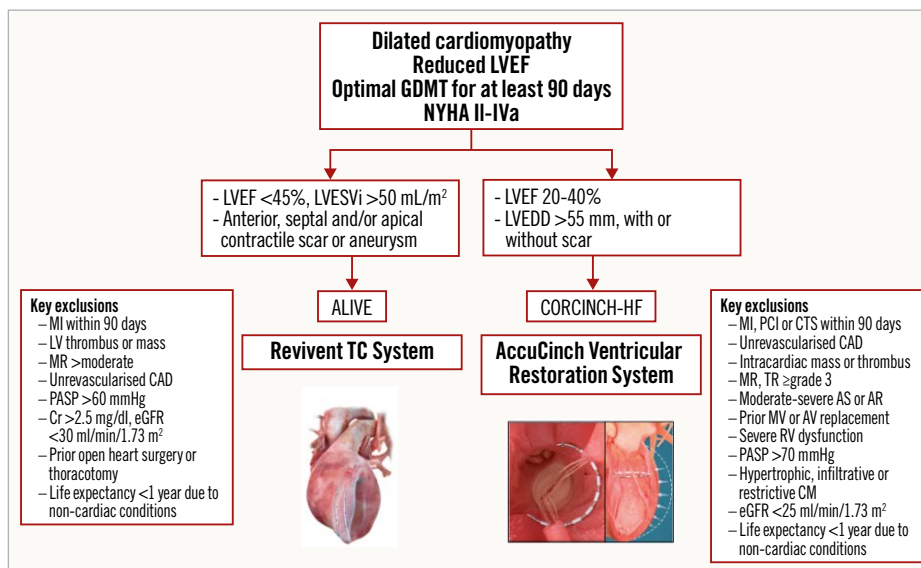 Dilated cardiomyopathy
Reduced LVEF
Optimal GDMT for at least 90 days
NYHA II-IVa
- LVEF <45%, LVESVi >50 mL/m²
- Anterior, septal and/or apical
contractile scar or aneurysm
- LVEF 20-40%
- LVEDD >55 mm, with or
without scar
ALIVE
CORCINCH-HF
Revivent TC System
AccuCinch Ventricular
Restoration System
Key exclusions
– MI within 90 days
– LV thrombus or mass
– MR >moderate
– Unrevascularised CAD
– PASP >60 mmHg
– Cr >2.5 mg/dl, eGFR
<30 ml/min/1.73 m²
– Prior open heart surgery or
thoracotomy
– Life expectancy <1 year due to
non-cardiac conditions
Key exclusions
– MI, PCI or CTS within 90 days
– Unrevascularised CAD
– Intracardiac mass or thrombus
– MR, TR ≥grade 3
– Moderate-severe AS or AR
– Prior MV or AV replacement
– Severe RV dysfunction
– PASP >70 mmHg
– Hypertrophic, infiltrative or
restrictive CM
– eGFR <25 ml/min/1.73 m²
– Life expectancy <1 year due to
non-cardiac conditions